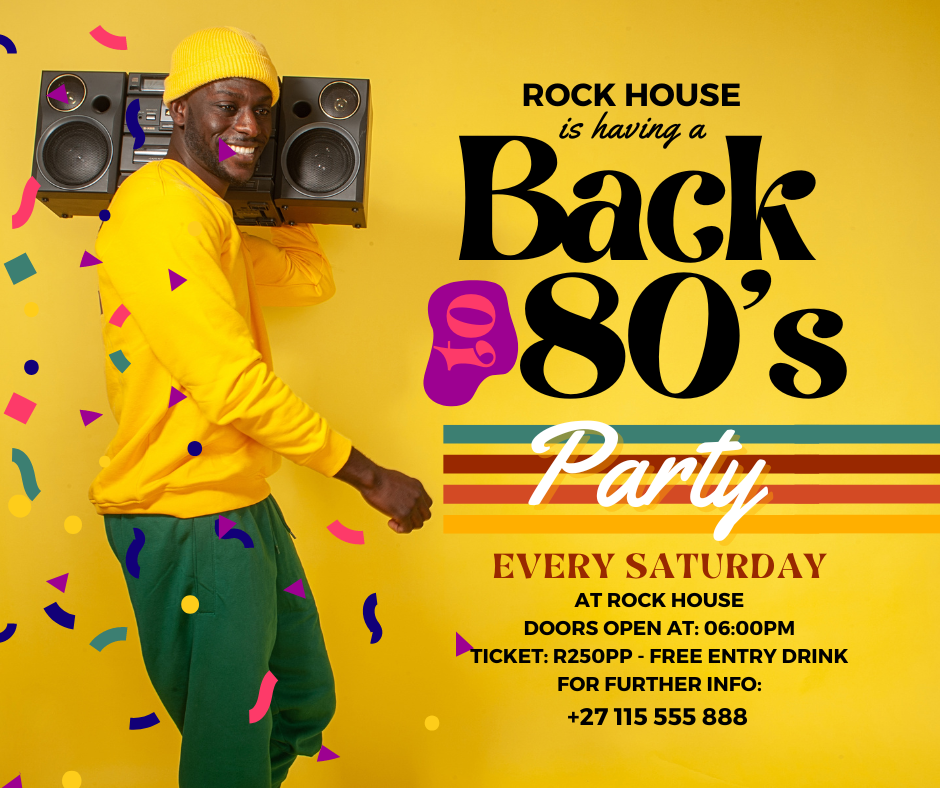 ROCK HOUSE
is having a
Back
to
80's
Party
EVERY SATURDAY
AT ROCK HOUSE
DOORS OPEN AT: 06:00PM
TICKET: R250PP - FREE ENTRY DRINK
FOR FURTHER INFO:
+27 115 555 888